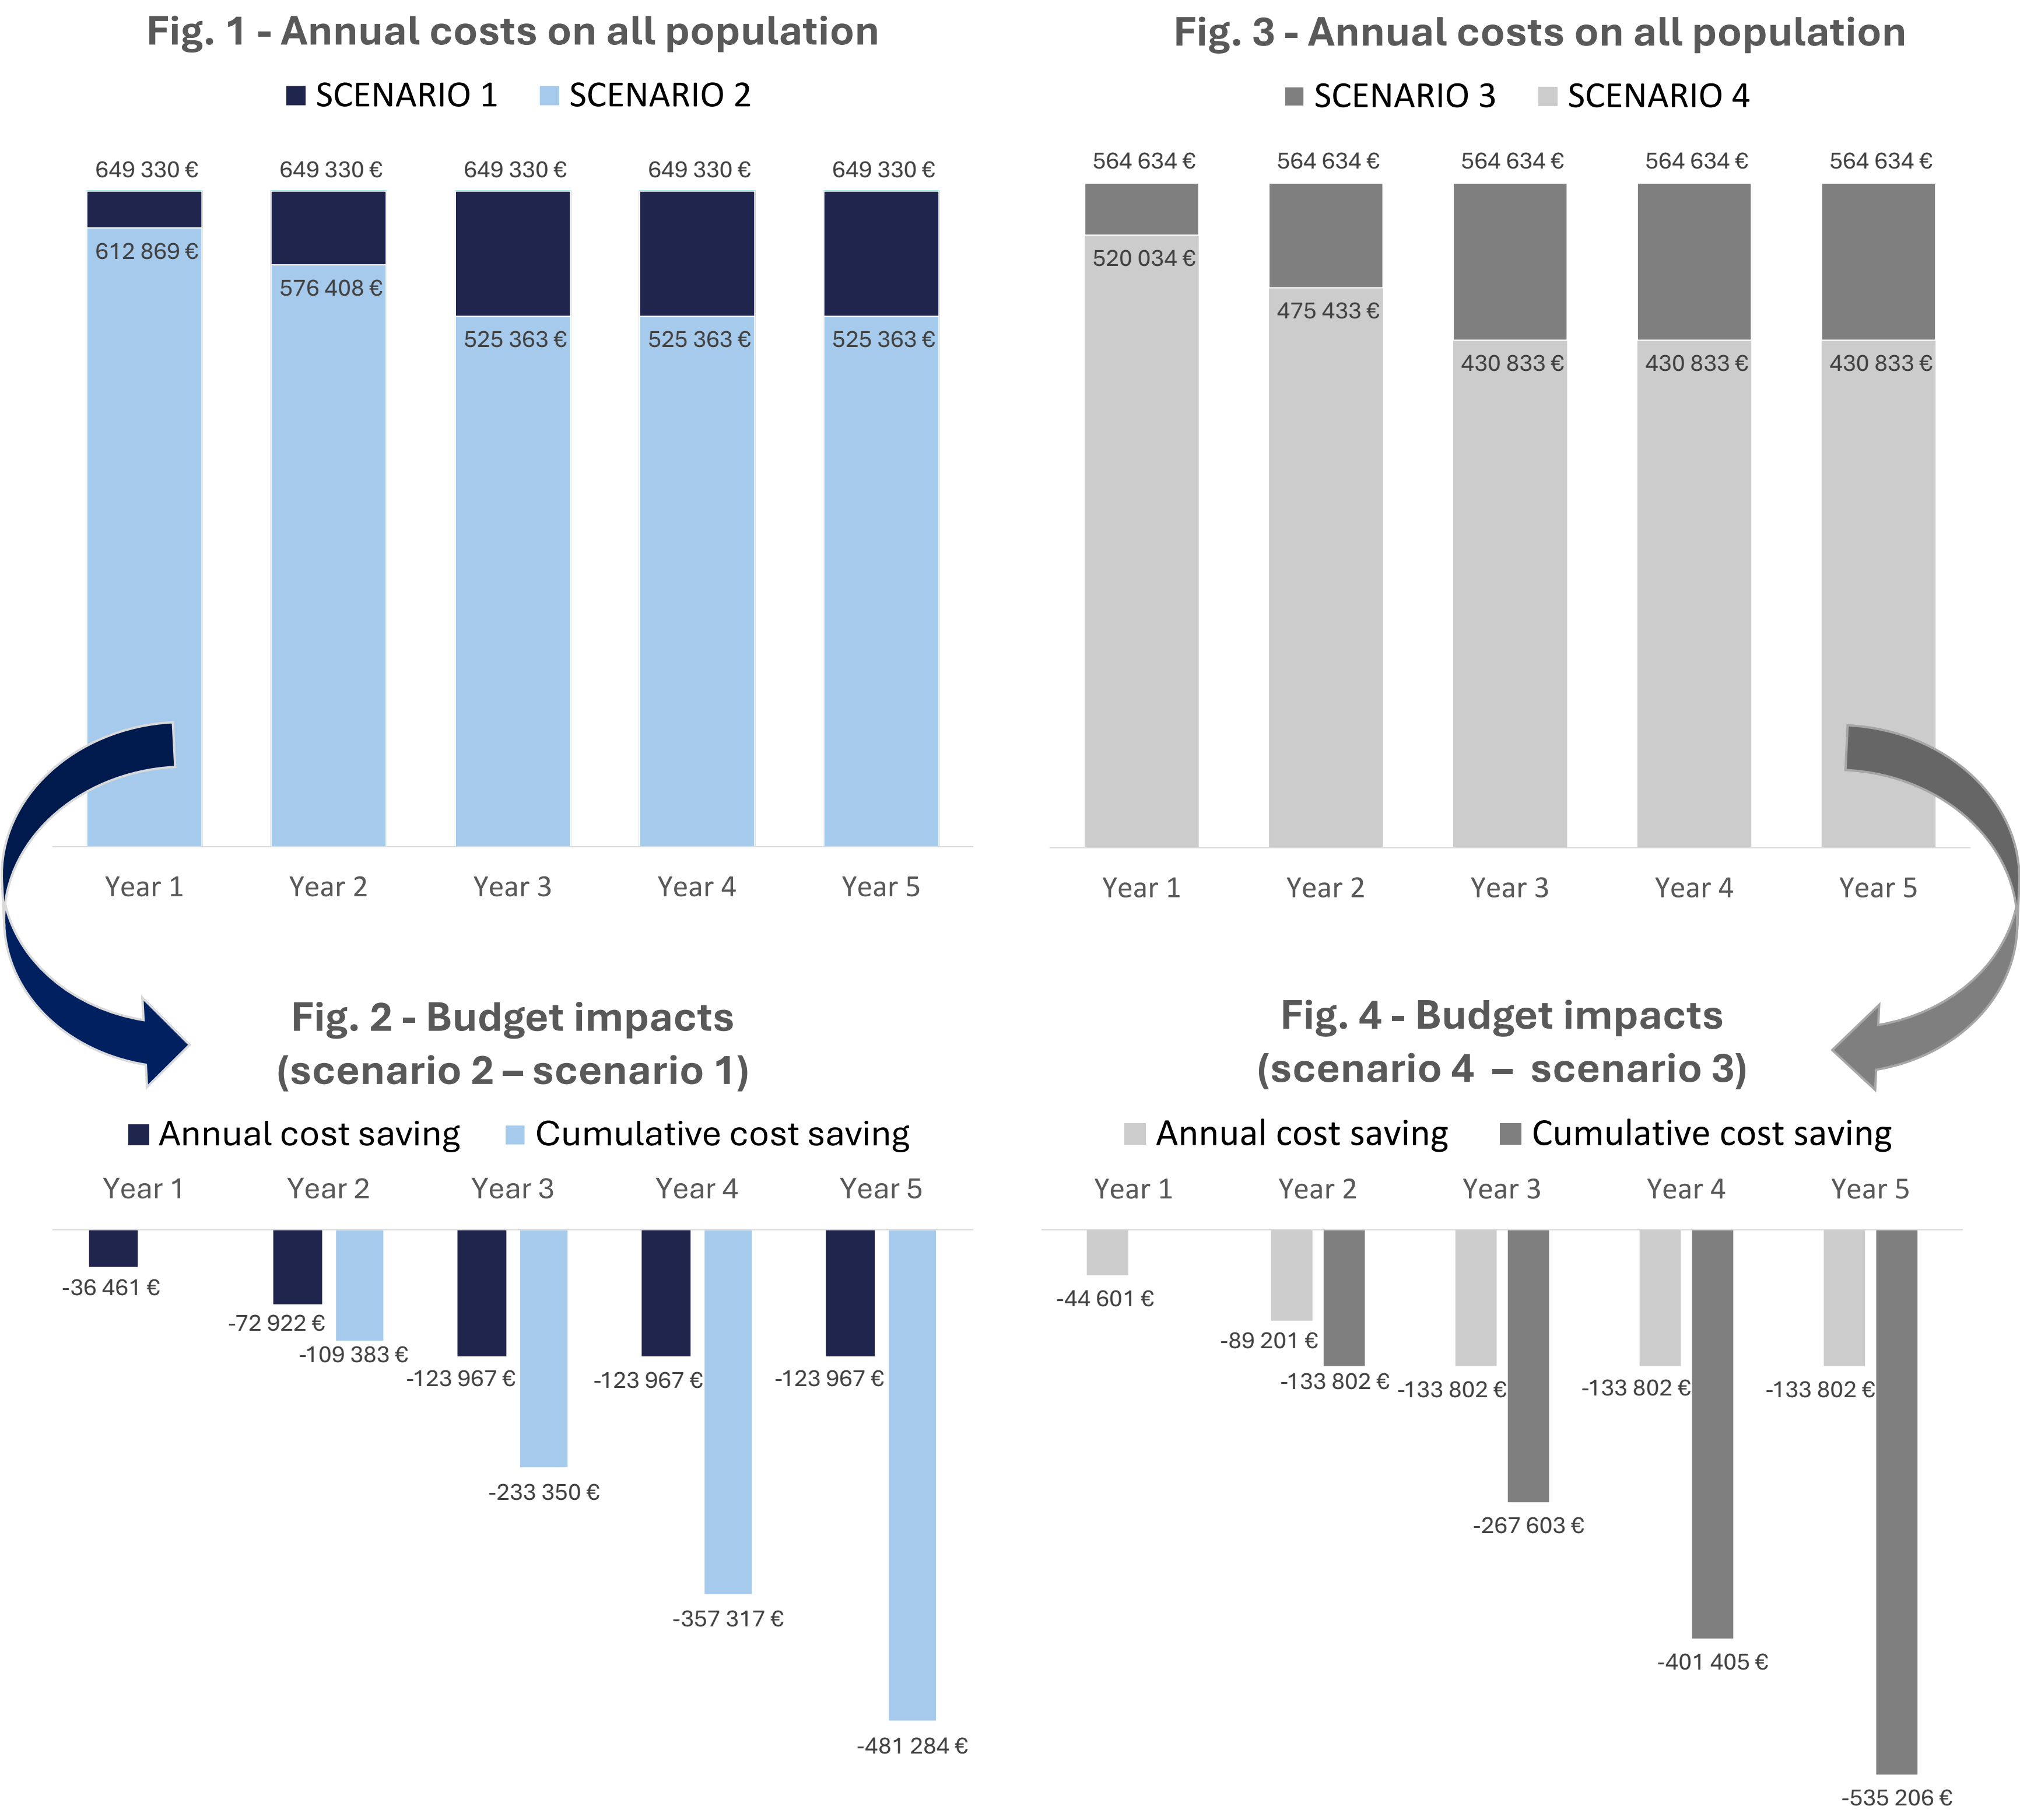 Fig. 1 - Annual costs on all population
SCENARIO 1 SCENARIO 2
649 330 € 649 330 € 649 330 € 649 330 € 649 330 €
612 869 €
576 408 €
525 363 € 525 363 € 525 363 €
Year 1 Year 2 Year 3 Year 4 Year 5
Fig. 3 - Annual costs on all population
SCENARIO 3 SCENARIO 4
564 634 € 564 634 € 564 634 € 564 634 € 564 634 €
520 034 €
475 433 €
430 833 € 430 833 € 430 833 €
Year 1 Year 2 Year 3 Year 4 Year 5
Fig. 2 - Budget impacts
(scenario 2 – scenario 1)
Annual cost saving Cumulative cost saving
Year 1 Year 2 Year 3 Year 4 Year 5
-36 461 €
-72 922 €
-109 383 €
-123 967 € -123 967 € -123 967 €
-233 350 €
-357 317 €
-481 284 €
Fig. 4 - Budget impacts
(scenario 4 – scenario 3)
Annual cost saving Cumulative cost saving
Year 1 Year 2 Year 3 Year 4 Year 5
-44 601 €
-89 201 €
-133 802 € -133 802 € -133 802 € -133 802 €
-267 603 €
-401 405 €
-535 206 €